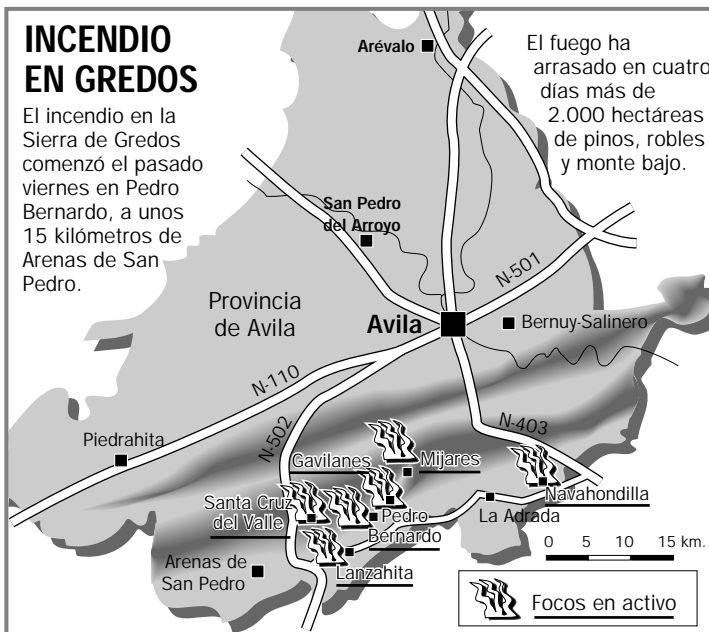 INCENDIO
EN GREDOS
El incendio en la
Sierra de Gredos
comenzó el pasado
viernes en Pedro
Bernardo, a unos
15 kilómetros de
Arenas de San
Pedro.
El fuego ha
arrasado en cuatro
días más de
2.000 hectáreas
de pinos, robles
y monte bajo.
Arévalo
San Pedro
del Arroyo
N-501
Provincia
de Avila
Avila
Bernuy-Salinero
N-110
N-502
N-403
Piedrahita
Gavilanes
Mijares
Navahondilla
Santa Cruz
del Valle
Pedro
Bernardo
La Adrada
Lanzahita
Arenas de
San Pedro
0 5 10 15 km.
Focos en activo